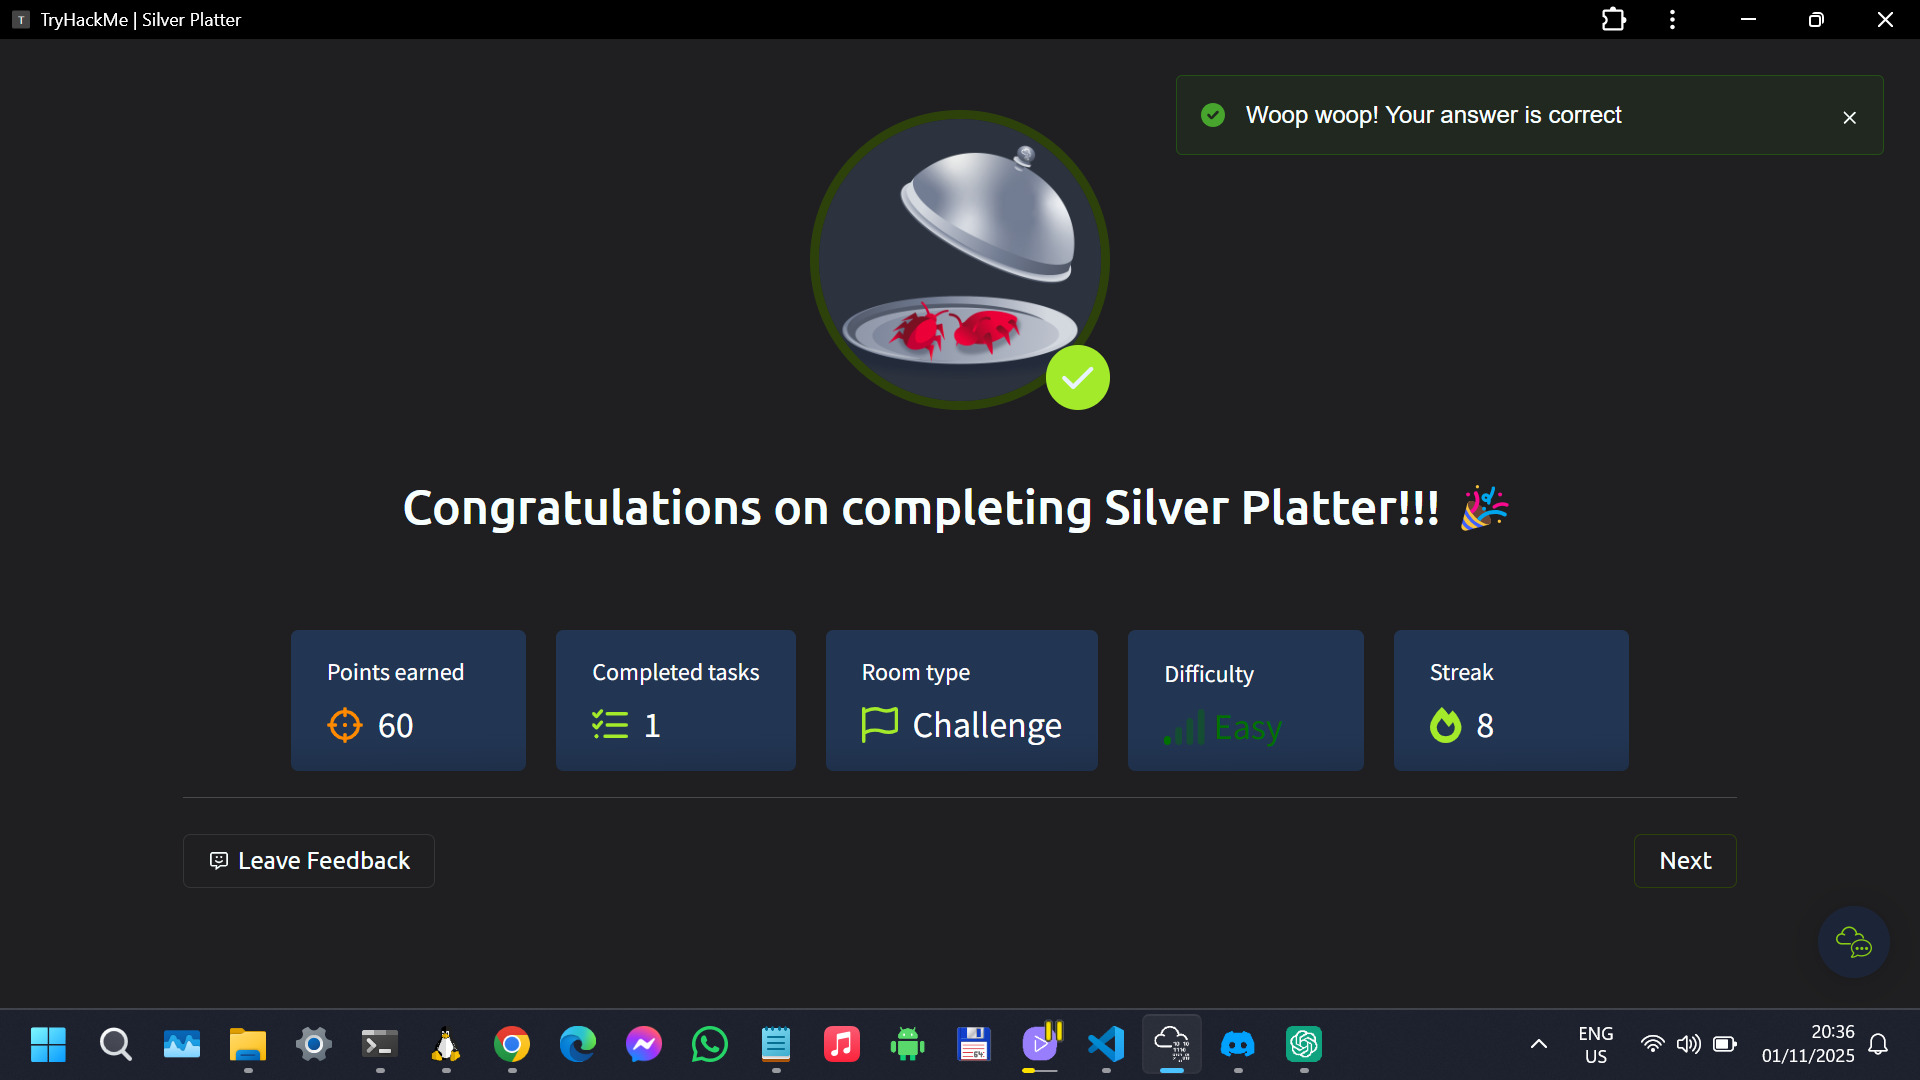 TryHackMe | Silver Platter
Woop woop! Your answer is correct
Congratulations on completing Silver Platter!!!
Points earned
60
Completed tasks
1
Room type
Challenge
Difficulty
Easy
Streak
8
Leave Feedback
Next
ENG
US
20:36
01/11/2025